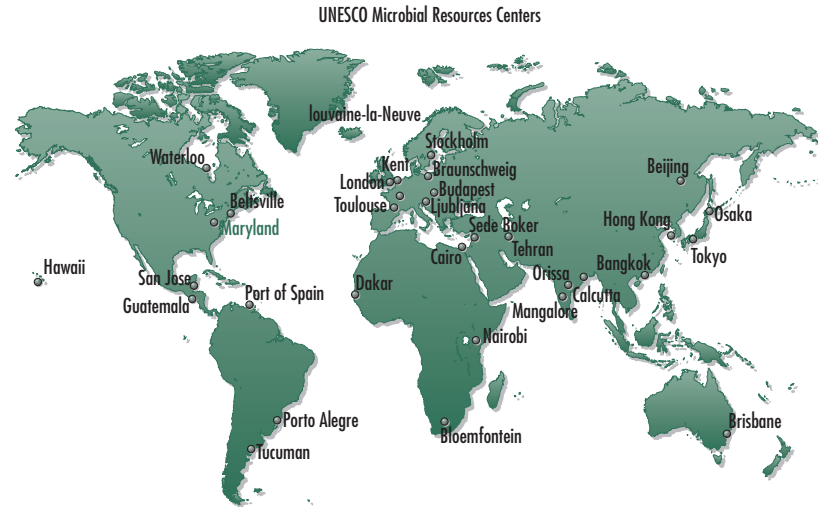 UNESCO Microbial Resources Centers
louvaine-la-Neuve
Stockholm
Waterloo
Kent
Braunschweig
Beijing
London
Budapest
Beltsville
Toulouse
Ljubljana
Maryland
Sede Boker
Hong Kong
Osaka
Tehran
Cairo
Tokyo
Hawaii
San Jose
Orissa
Bangkok
Guatemala
Port of Spain
Dakar
Calcutta
Mangalore
Nairobi
Porto Alegre
Brisbane
Bloemfontein
Tucuman